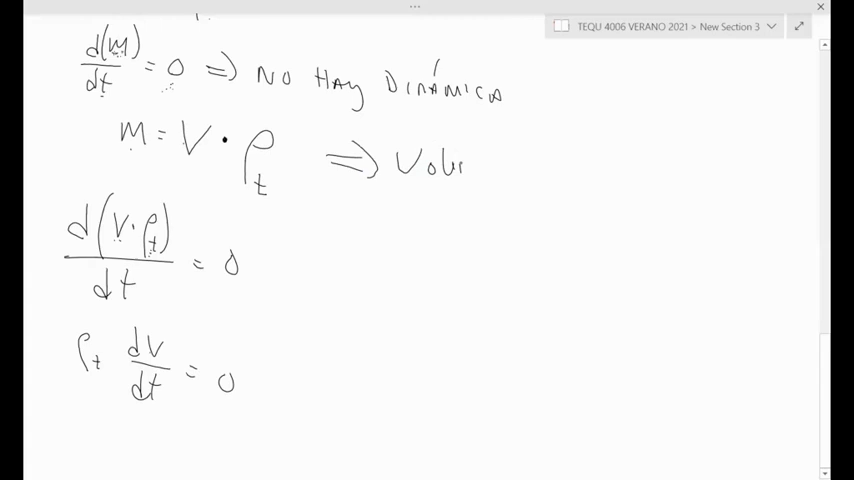 TEQU 4006 VERANO 2021 > New Section 3
d(m)/dt = 0 ⇒ NO HAY DINÁMICA
m = V · ρt ⇒ Volu
d(V·ρt)/dt = 0
ρt dV/dt = 0